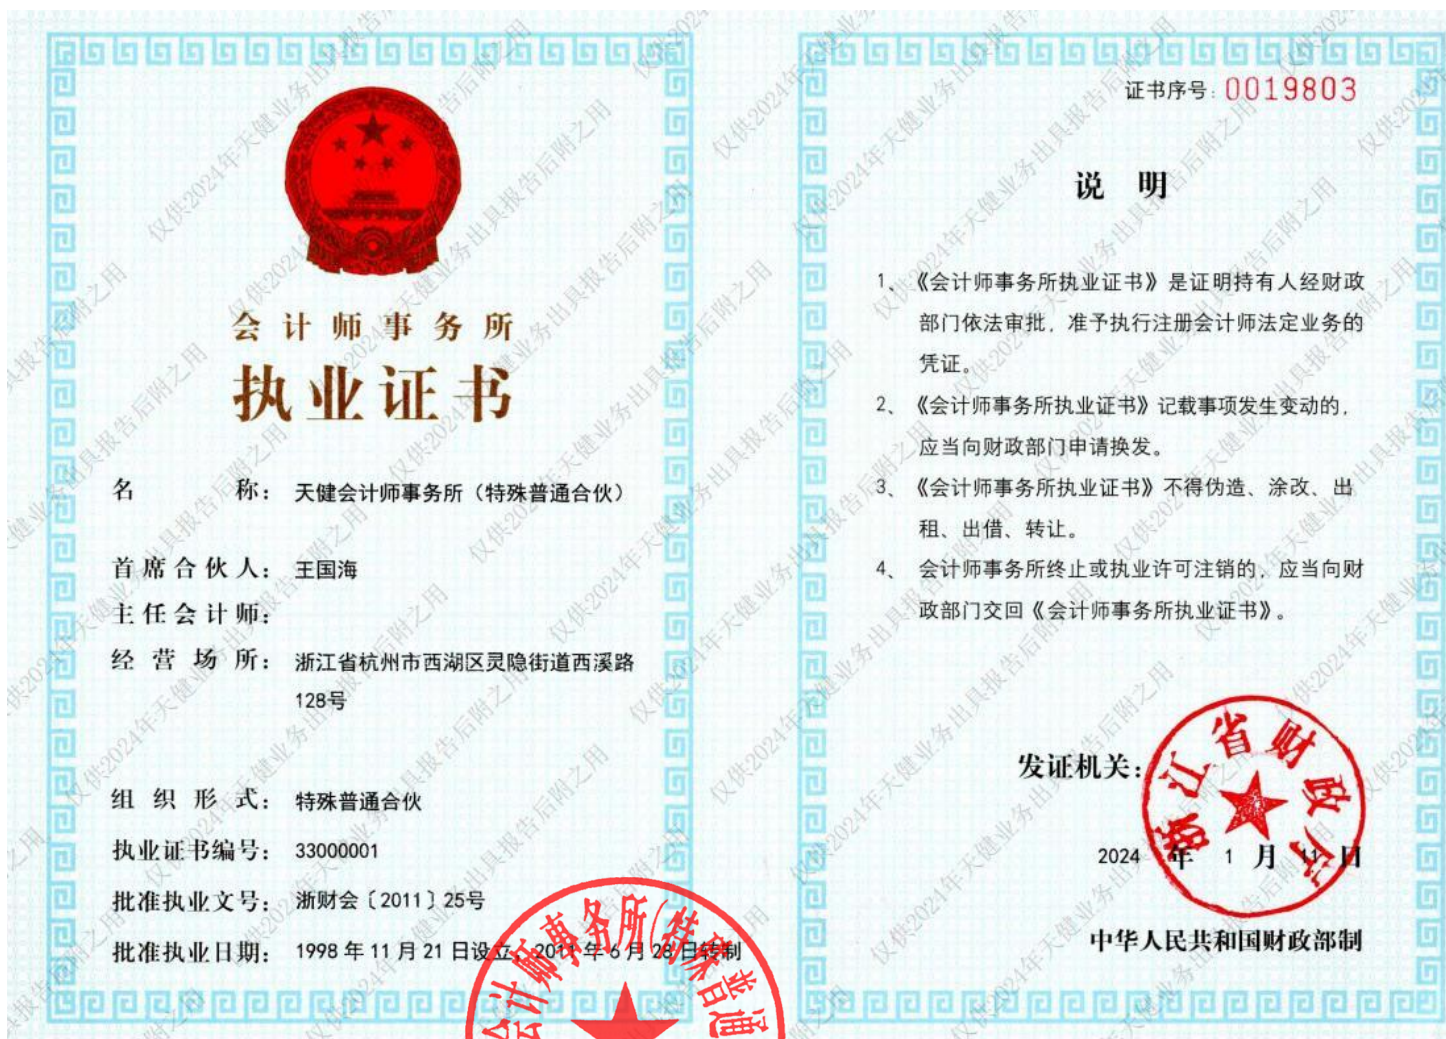 会计师事务所
执业证书
名称：天健会计师事务所（特殊普通合伙）
首席合伙人：王国海
主任会计师：
经营场所：浙江省杭州市西湖区灵隐街道西溪路
128号
组织形式：特殊普通合伙
执业证书编号：33000001
批准执业文号：浙财会〔2011〕25号
批准执业日期：1998年11月21日设立，2011年6月28日转制
会计师事务所(特殊普通
证书序号：0019803
说 明
1、《会计师事务所执业证书》是证明持有人经财政
部门依法审批，准予执行注册会计师法定业务的
凭证。
2、《会计师事务所执业证书》记载事项发生变动的，
应当向财政部门申请换发。
3、《会计师事务所执业证书》不得伪造、涂改、出
租、出借、转让。
4、会计师事务所终止或执业许可注销的，应当向财
政部门交回《会计师事务所执业证书》。
发证机关：
浙江省财政厅
2024年1月11日
中华人民共和国财政部制
仅供2024年天健业务出具报告后附之用